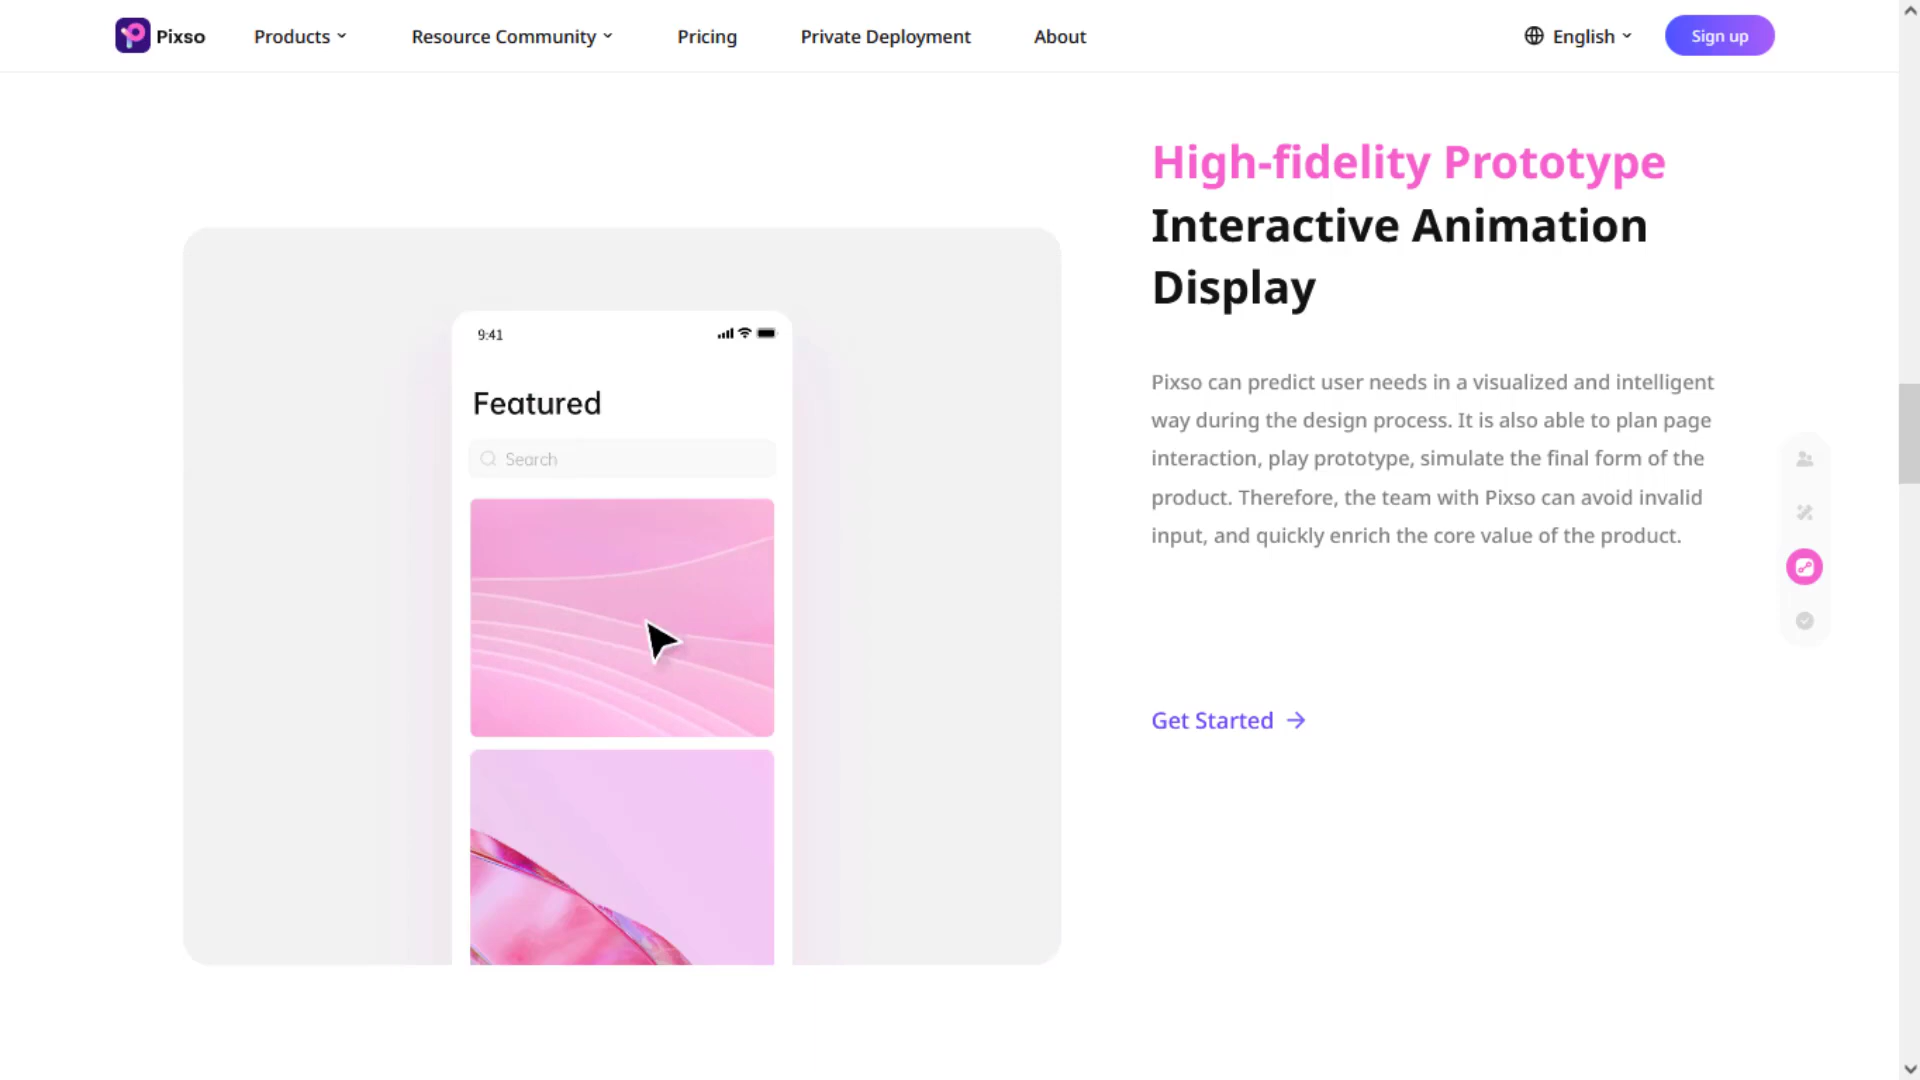 Pixso
Products
Resource Community
Pricing
Private Deployment
About
English
Sign up
High-fidelity Prototype
Interactive Animation
Display
Pixso can predict user needs in a visualized and intelligent
way during the design process. It is also able to plan page
interaction, play prototype, simulate the final form of the
product. Therefore, the team with Pixso can avoid invalid
input, and quickly enrich the core value of the product.
Get Started
9:41
Featured
Search